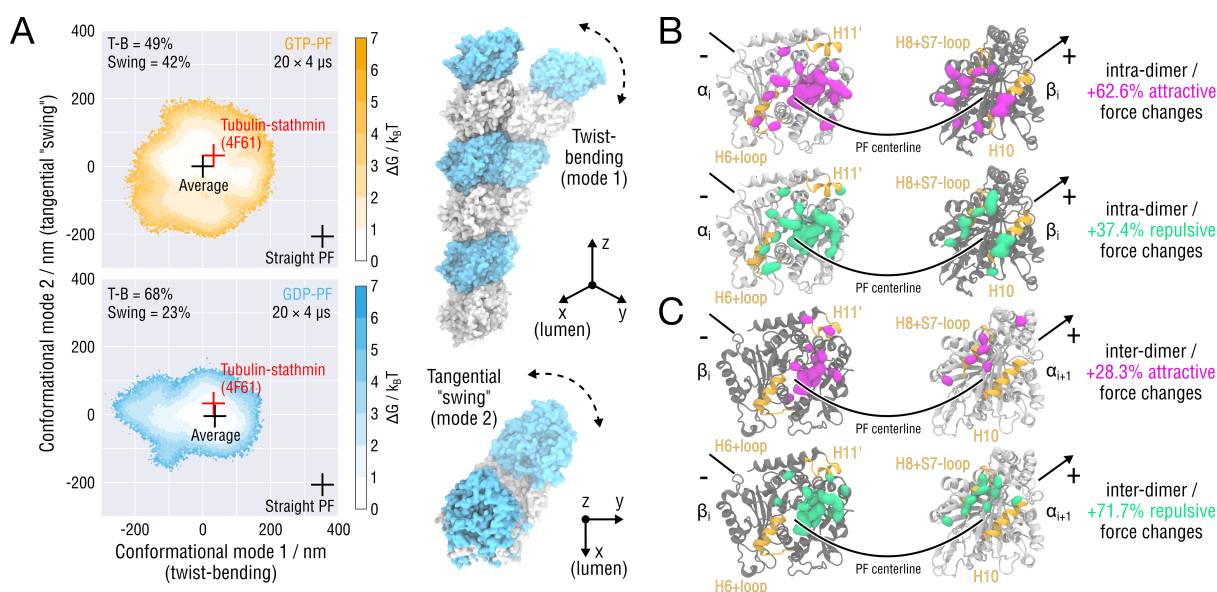 A
400
200
0
-200
400
200
0
-200
-200
0
200
400
Conformational mode 2 / nm (tangential "swing")
Conformational mode 1 / nm
(twist-bending)
T-B = 49%
Swing = 42%
GTP-PF
20 × 4 µs
Tubulin-stathmin
(4F61)
Average
Straight PF
7
6
5
4
3
2
1
0
ΔG / kBT
T-B = 68%
Swing = 23%
GDP-PF
20 × 4 µs
Tubulin-stathmin
(4F61)
Average
Straight PF
7
6
5
4
3
2
1
0
ΔG / kBT
Twist-
bending
(mode 1)
z
x
(lumen)
y
Tangential
"swing"
(mode 2)
z
y
x
(lumen)
B
-
H11'
αi
H6+loop
H8+S7-loop
+
βi
H10
PF centerline
intra-dimer /
+62.6% attractive
force changes
-
H11'
αi
H6+loop
H8+S7-loop
+
βi
H10
PF centerline
intra-dimer /
+37.4% repulsive
force changes
C
-
H11'
βi
H6+loop
H8+S7-loop
+
αi+1
H10
PF centerline
inter-dimer /
+28.3% attractive
force changes
-
H11'
βi
H6+loop
H8+S7-loop
+
αi+1
H10
PF centerline
inter-dimer /
+71.7% repulsive
force changes